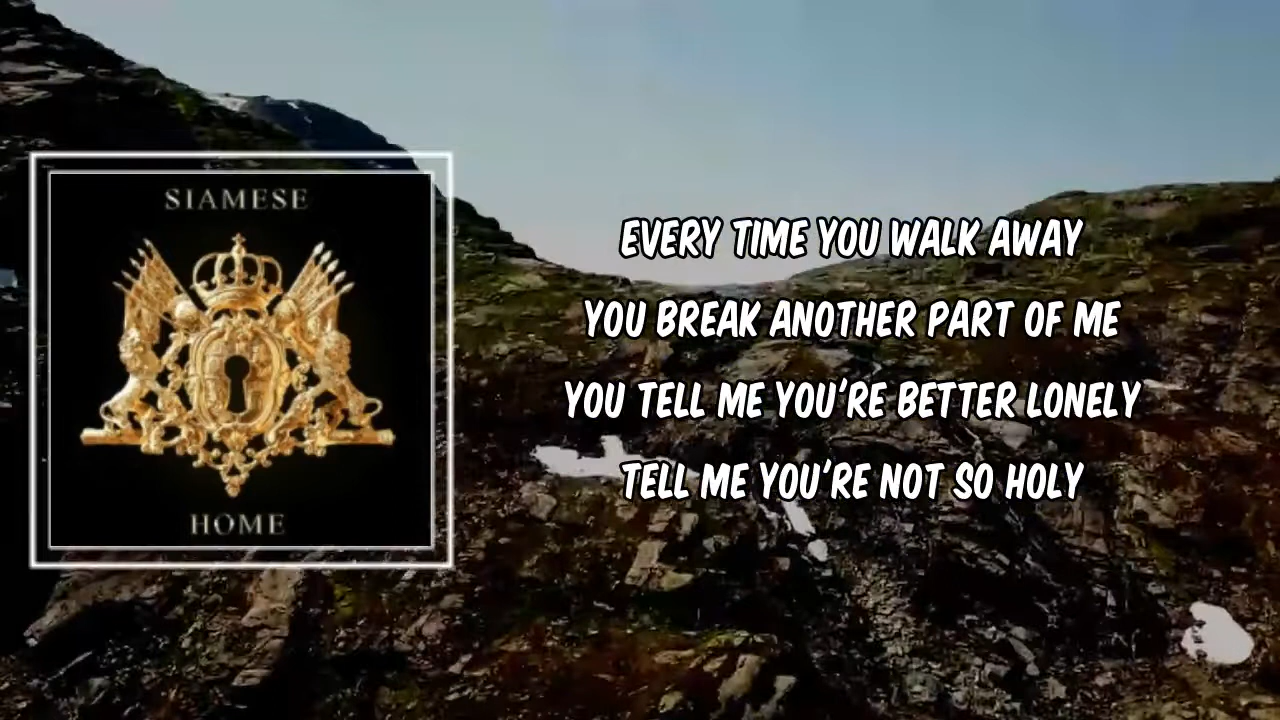 SIAMESE
HOME
EVERY TIME YOU WALK AWAY
YOU BREAK ANOTHER PART OF ME
YOU TELL ME YOU'RE BETTER LONELY
TELL ME YOU'RE NOT SO HOLY